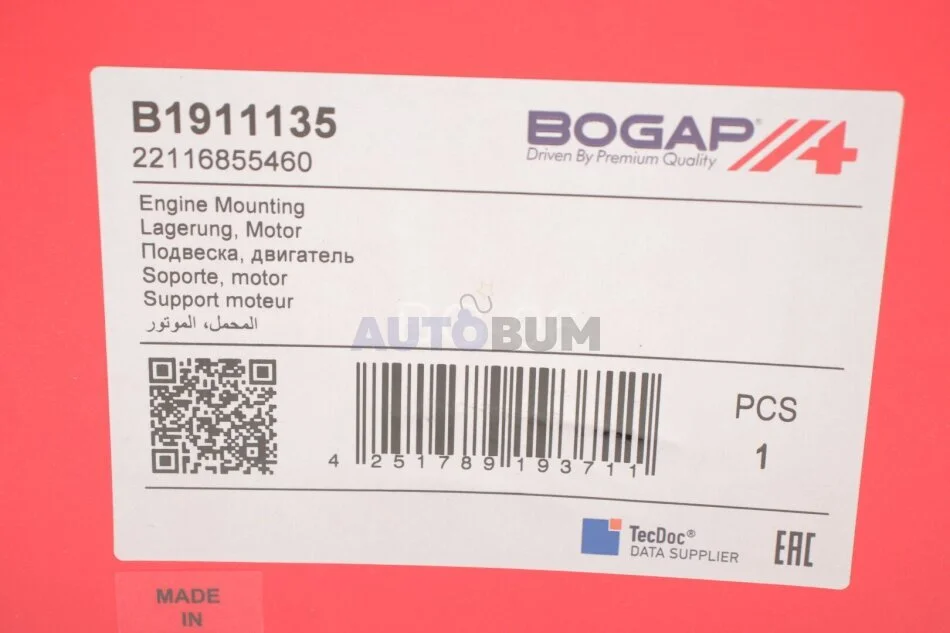 B1911135
22116855460
BOGAP
Driven By Premium Quality
Engine Mounting
Lagerung, Motor
Подвеска, двигатель
Soporte, motor
Support moteur
المحمل، الموتور
AUTOBUM
PCS
1
4 251789 193711
TecDoc®
DATA SUPPLIER
EAC
MADE
IN